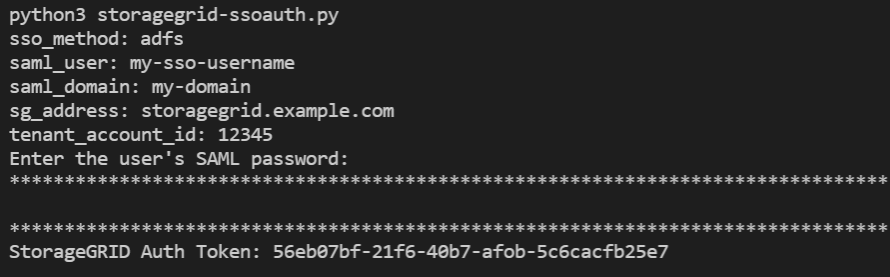 python3 storagegrid-ssoauth.py
sso_method: adfs
saml_user: my-sso-username
saml_domain: my-domain
sg_address: storagegrid.example.com
tenant_account_id: 12345
Enter the user's SAML password:
********************************************************************************
********************************************************************************
StorageGRID Auth Token: 56eb07bf-21f6-40b7-afob-5c6cacfb25e7